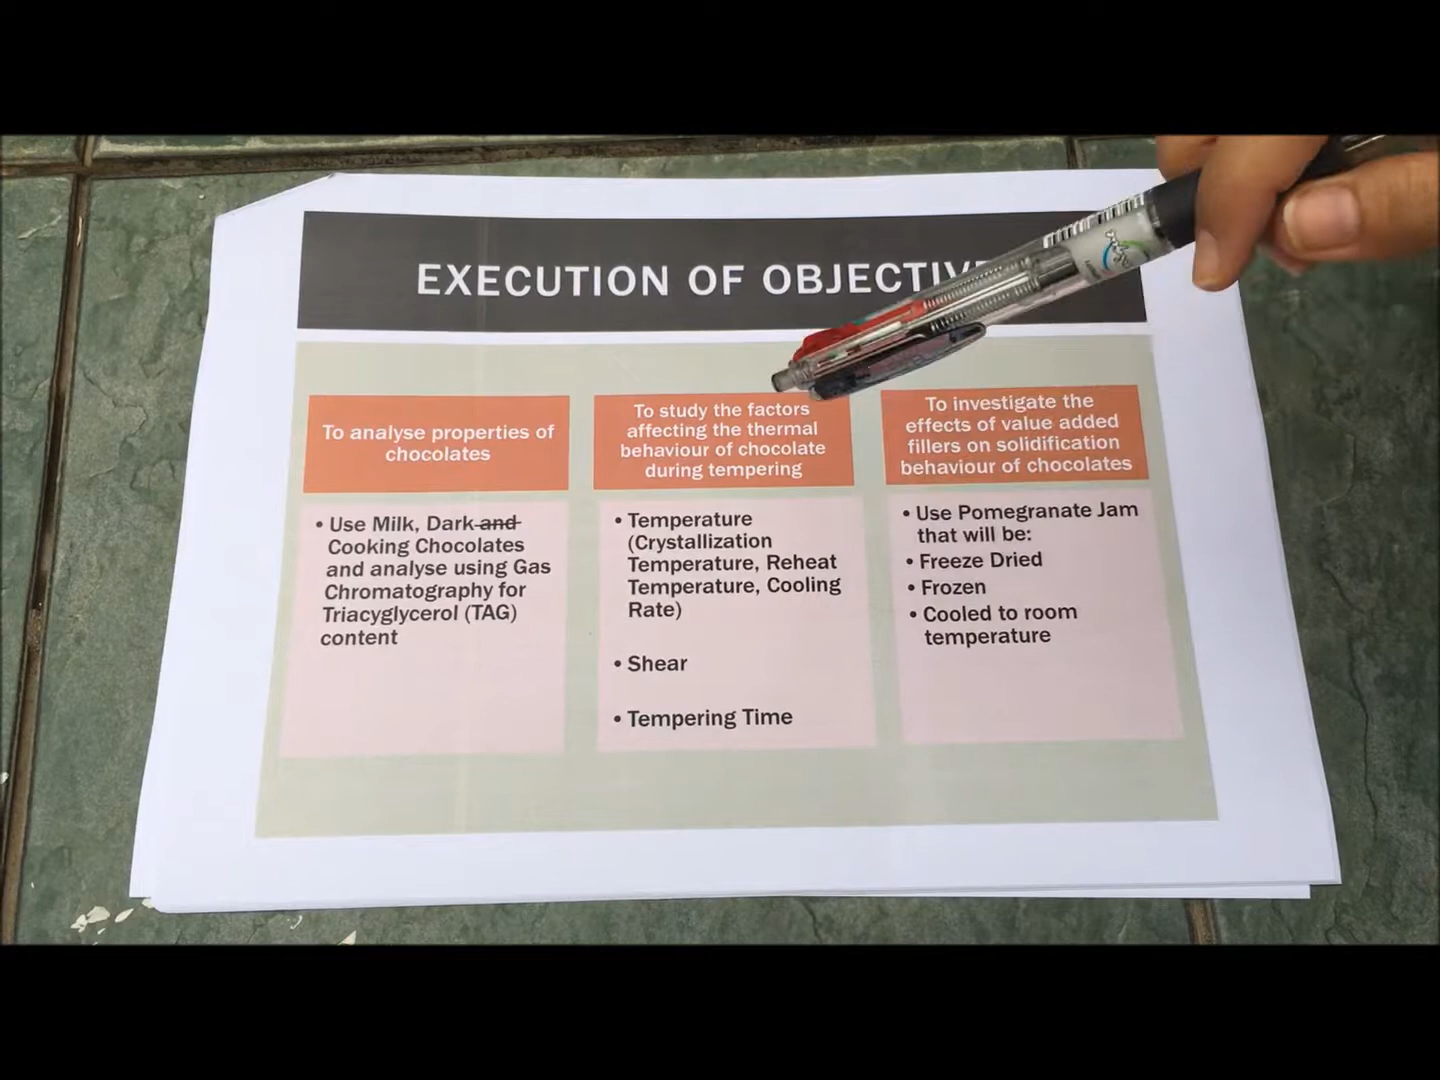 EXECUTION OF OBJECTIV
To analyse properties of
chocolates
• Use Milk, Dark and
Cooking Chocolates
and analyse using Gas
Chromatography for
Triacyglycerol (TAG)
content
To study the factors
affecting the thermal
behaviour of chocolate
during tempering
• Temperature
(Crystallization
Temperature, Reheat
Temperature, Cooling
Rate)
• Shear
• Tempering Time
To investigate the
effects of value added
fillers on solidification
behaviour of chocolates
• Use Pomegranate Jam
that will be:
• Freeze Dried
• Frozen
• Cooled to room
temperature